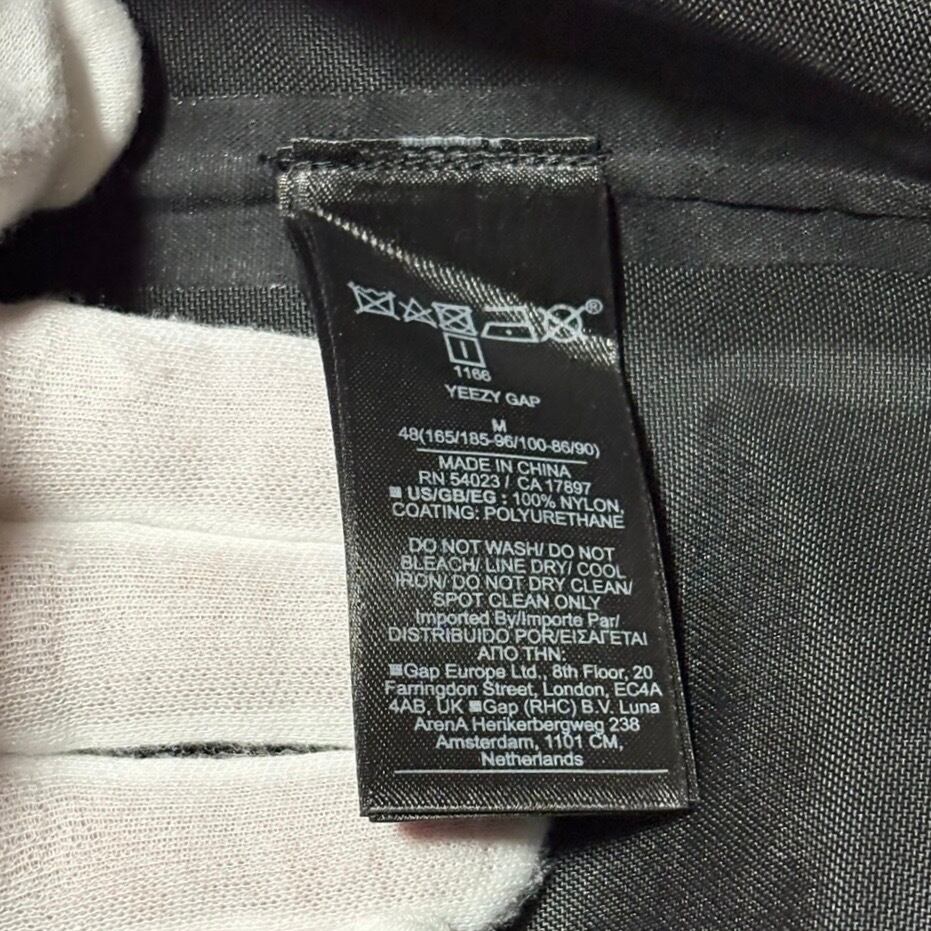 ®
1166
YEEZY GAP
M
48(165/185-96/100-86/90)
MADE IN CHINA
RN 54023 / CA 17897
US/GB/EG : 100% NYLON,
COATING: POLYURETHANE
DO NOT WASH/ DO NOT
BLEACH/ LINE DRY/ COOL
IRON/ DO NOT DRY CLEAN/
SPOT CLEAN ONLY
Imported By/Importe Par/
DISTRIBUIDO POR/ΕΙΣΑΓΕΤΑΙ
ΑΠΟ ΤΗΝ:
Gap Europe Ltd., 8th Floor, 20
Farringdon Street, London, EC4A
4AB, UK Gap (RHC) B.V. Luna
ArenA Herikerbergweg 238
Amsterdam, 1101 CM,
Netherlands